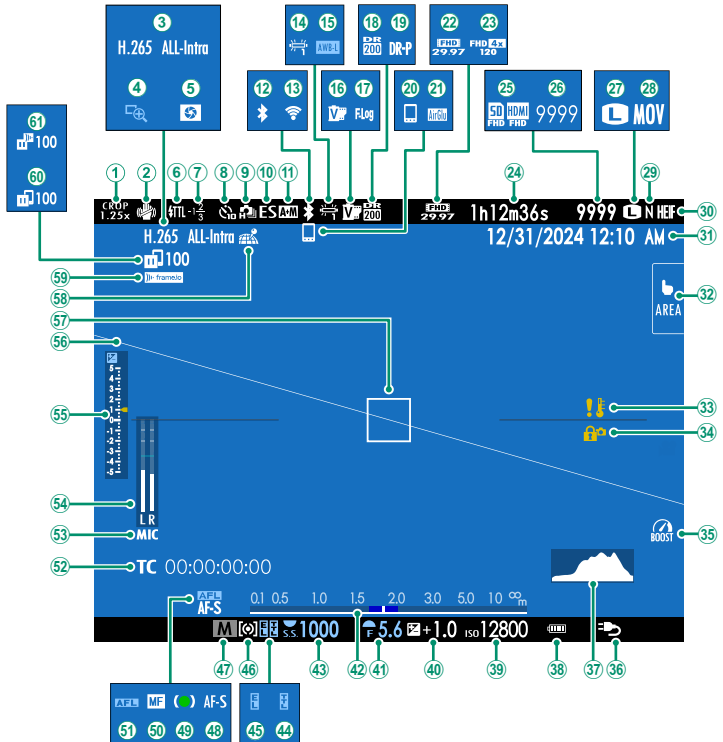 3
H.265 ALL-Intra
4 5
14 15
AWB-L
18 19
DR 200 DR-P
22 23
FHD 29.97 FHD 4x 120
12 13
16 17
F-Log
20 21
AirGlu
25 26
SD FHD HDMI FHD 9999
27 28
L MOV
61
100
60
100
1 2 6 7 8 9 10 11 24 29
CROP 1.25x TTL -1 2/3 10 H ES A+M DR 200 FHD 29.97 1h12m36s 9999 L N HEIF 30
H.265 ALL-Intra 12/31/2024 12:10 AM 31
100
59 frame.io
58
57
56
AREA 32
5
4
3
2
1
0
-1
-2
-3
-4
-5
55
33
34
54
L R
53 MIC
BOOST 35
52 TC 00:00:00:00
AFL
AF-S
0.1 0.5 1.0 1.5 2.0 3.0 5.0 10 ∞ m
M EL TZ S.S. 1000 F 5.6 +1.0 ISO 12800
47 46 43 42 41 40 39 38 37 36
AFL MF AF-S EL TZ
51 50 49 48 45 44